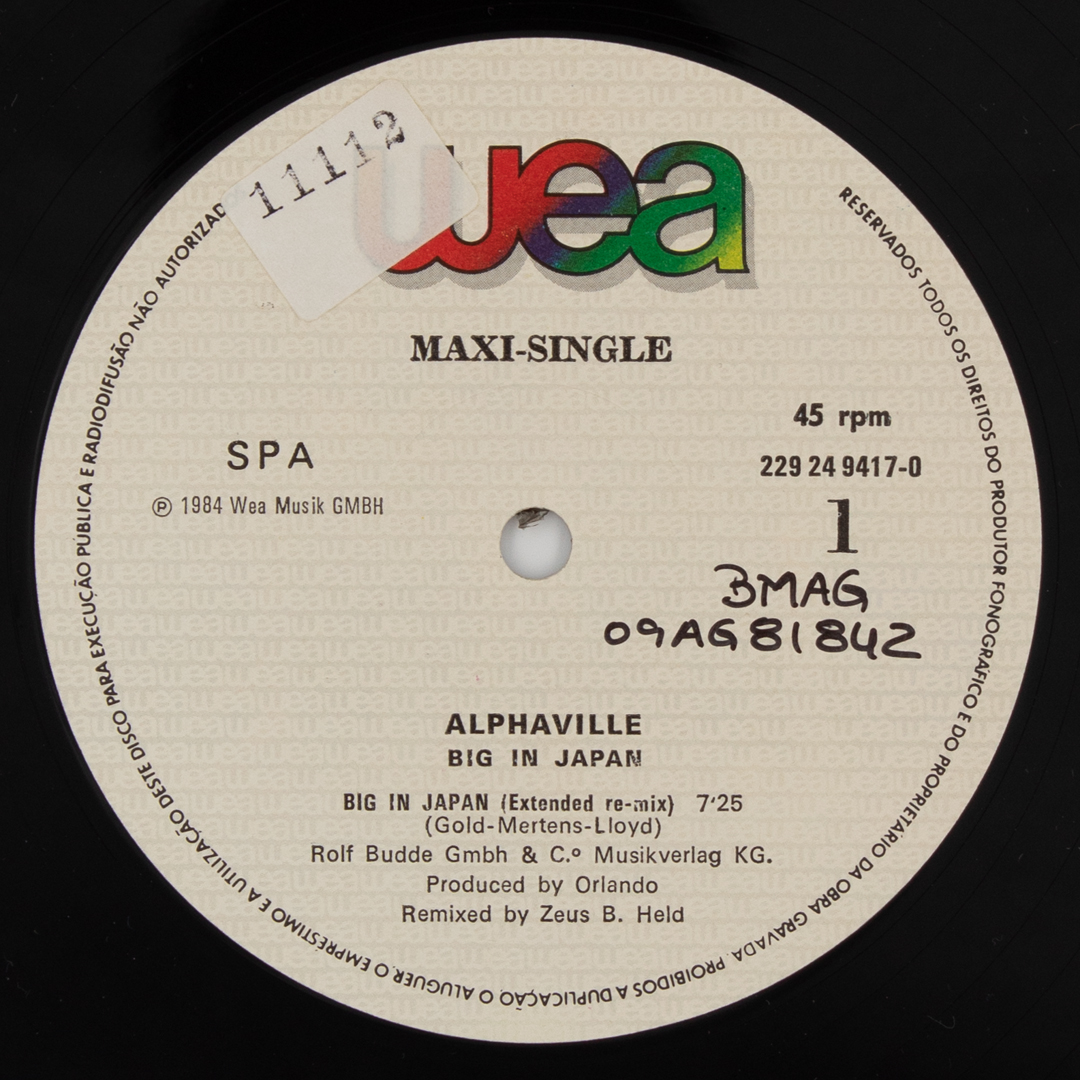 11112
wea
MAXI-SINGLE
45 rpm
SPA
229 24 9417-0
℗ 1984 Wea Musik GMBH
1
BMAG
09AG81842
ALPHAVILLE
BIG IN JAPAN
BIG IN JAPAN (Extended re-mix) 7'25
(Gold-Mertens-Lloyd)
Rolf Budde Gmbh & C.º Musikverlag KG.
Produced by Orlando
Remixed by Zeus B. Held
RESERVADOS TODOS OS DIREITOS DO PRODUTOR FONOGRÁFICO E DO PROPRIETÁRIO DA OBRA GRAVADA. PROIBIDOS A DUPLICAÇÃO O ALUGUER, O EMPRÉSTIMO E A UTILIZAÇÃO DESTE DISCO PARA EXECUÇÃO PÚBLICA E RADIODIFUSÃO NÃO AUTORIZAD